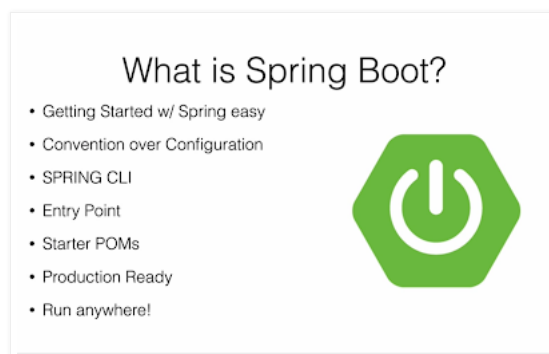 What is Spring Boot?
• Getting Started w/ Spring easy
• Convention over Configuration
• SPRING CLI
• Entry Point
• Starter POMs
• Production Ready
• Run anywhere!